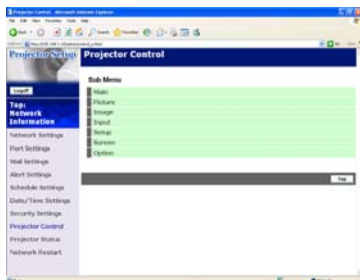 Projector Control - Microsoft Internet Explorer
Projector Setup
Projector Control
Logoff
Top:
Network
Information
Network Settings
Port Settings
Mail Settings
Alert Settings
Schedule Settings
Date/Time Settings
Security Settings
Projector Control
Projector Status
Network Restart
Sub Menu
Main
Picture
Image
Input
Setup
Screen
Option
Top